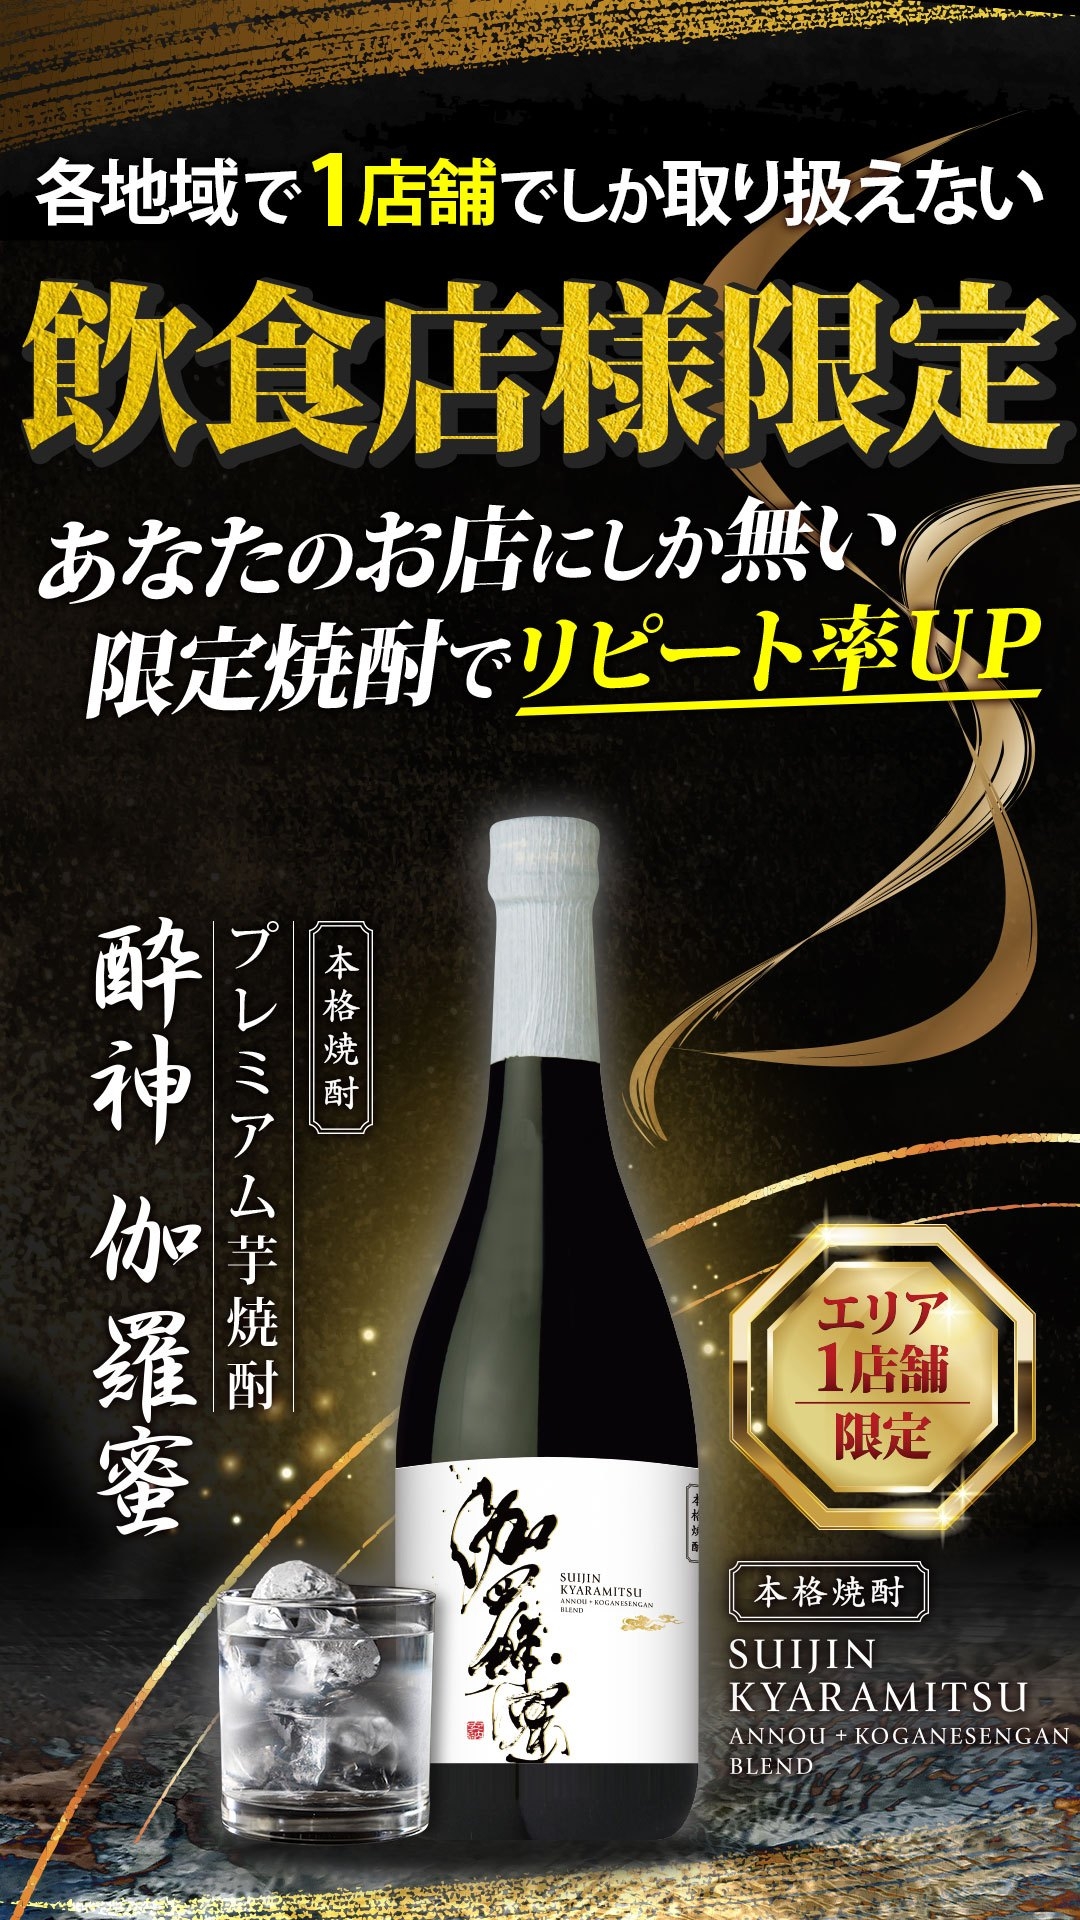 各地域で1店舗でしか取り扱えない
飲食店様限定
あなたのお店にしか無い
限定焼酎でリピート率UP
本格焼酎
プレミアム芋焼酎
酔神 伽羅蜜
エリア
1店舗
限定
伽羅蜜
本格焼酎
SUIJIN
KYARAMITSU
ANNOU + KOGANESENGAN
BLEND
本格焼酎
SUIJIN
KYARAMITSU
ANNOU + KOGANESENGAN
BLEND